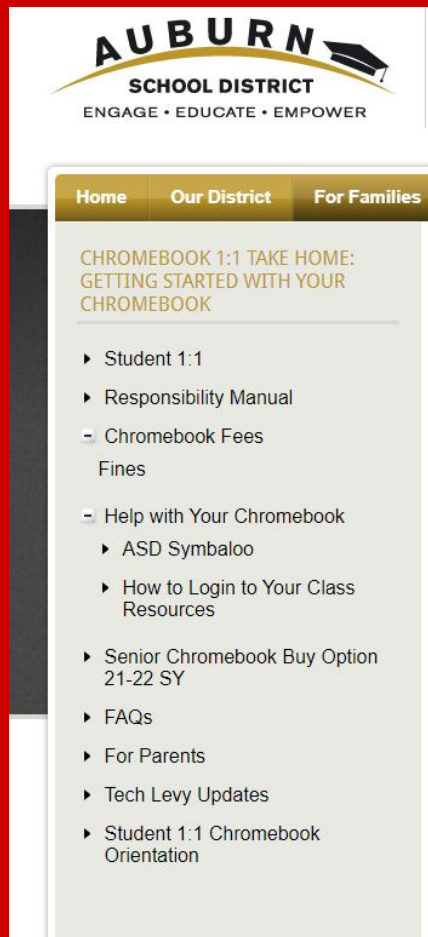 AUBURN
SCHOOL DISTRICT
ENGAGE • EDUCATE • EMPOWER
Home Our District For Families
CHROMEBOOK 1:1 TAKE HOME:
GETTING STARTED WITH YOUR
CHROMEBOOK
Student 1:1
Responsibility Manual
Chromebook Fees
Fines
Help with Your Chromebook
ASD Symbaloo
How to Login to Your Class
Resources
Senior Chromebook Buy Option
21-22 SY
FAQs
For Parents
Tech Levy Updates
Student 1:1 Chromebook
Orientation